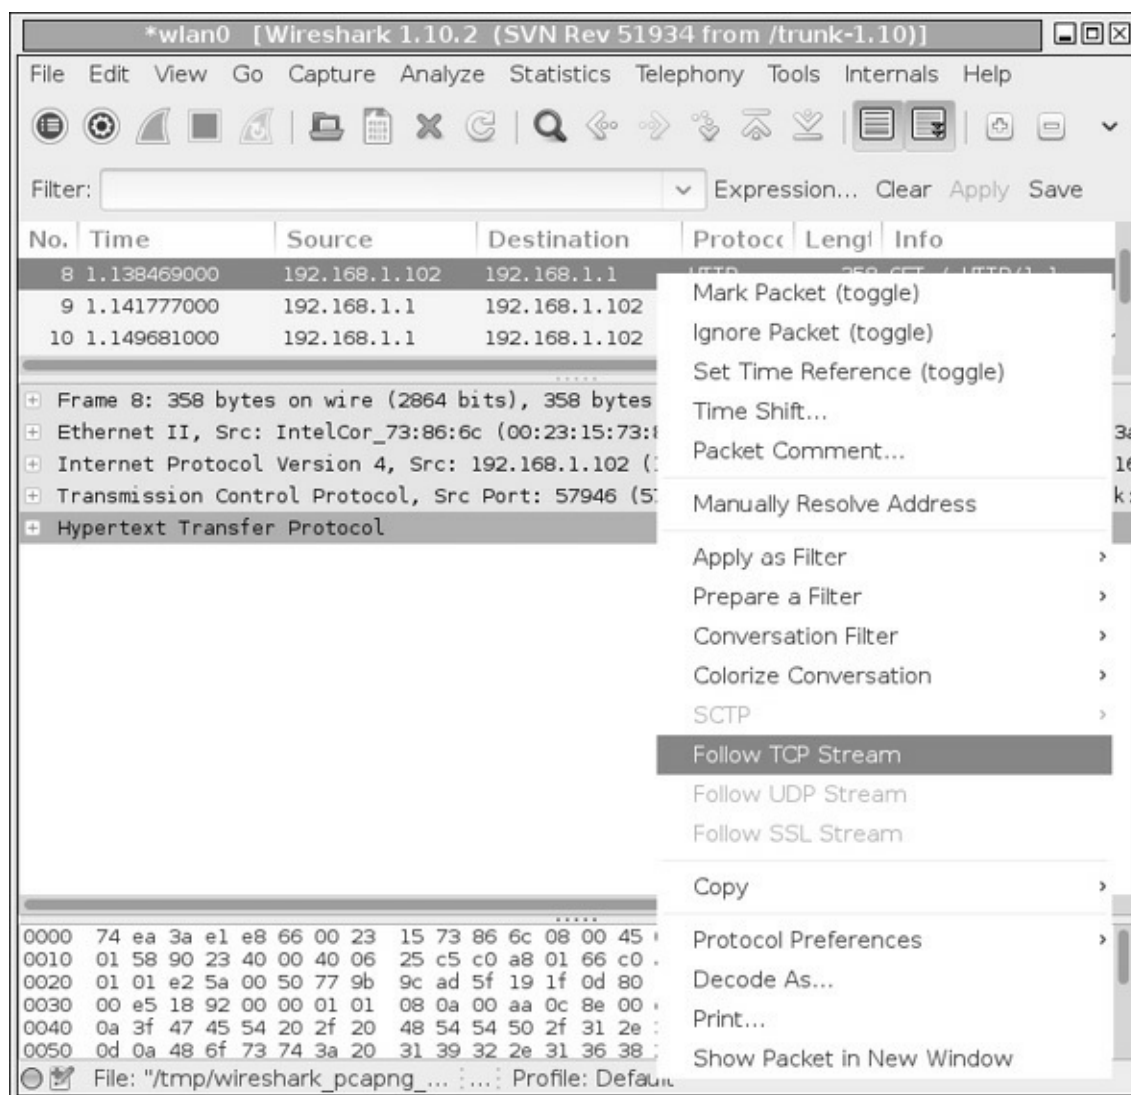 *wlan0 [Wireshark 1.10.2 (SVN Rev 51934 from /trunk-1.10)]
File Edit View Go Capture Analyze Statistics Telephony Tools Internals Help
Filter: Expression... Clear Apply Save
No. Time Source Destination Protocc Lengt Info
8 1.138469000 192.168.1.102 192.168.1.1 HTTP 358 GET / HTTP/1.1
9 1.141777000 192.168.1.1 192.168.1.102
10 1.149681000 192.168.1.1 192.168.1.102
Frame 8: 358 bytes on wire (2864 bits), 358 bytes
Ethernet II, Src: IntelCor_73:86:6c (00:23:15:73:8
Internet Protocol Version 4, Src: 192.168.1.102 (
Transmission Control Protocol, Src Port: 57946 (5
Hypertext Transfer Protocol
Mark Packet (toggle)
Ignore Packet (toggle)
Set Time Reference (toggle)
Time Shift...
Packet Comment...
Manually Resolve Address
Apply as Filter
Prepare a Filter
Conversation Filter
Colorize Conversation
SCTP
Follow TCP Stream
Follow UDP Stream
Follow SSL Stream
Copy
Protocol Preferences
Decode As...
Print...
Show Packet in New Window
0000 74 ea 3a e1 e8 66 00 23 15 73 86 6c 08 00 45
0010 01 58 90 23 40 00 40 06 25 c5 c0 a8 01 66 c0
0020 01 01 e2 5a 00 50 77 9b 9c ad 5f 19 1f 0d 80
0030 00 e5 18 92 00 00 01 01 08 0a 00 aa 0c 8e 00
0040 0a 3f 47 45 54 20 2f 20 48 54 54 50 2f 31 2e
0050 0d 0a 48 6f 73 74 3a 20 31 39 32 2e 31 36 38
File: "/tmp/wireshark_pcapng_... ... Profile: Default